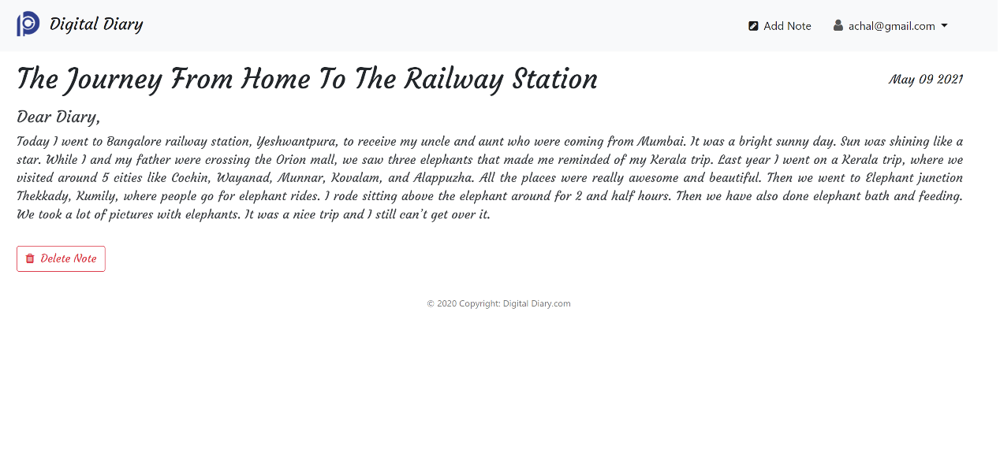 Digital Diary
Add Note
achal@gmail.com
The Journey From Home To The Railway Station
May 09 2021
Dear Diary,
Today I went to Bangalore railway station, Yeshwantpura, to receive my uncle and aunt who were coming from Mumbai. It was a bright sunny day. Sun was shining like a
star. While I and my father were crossing the Orion mall, we saw three elephants that made me reminded of my Kerala trip. Last year I went on a Kerala trip, where we
visited around 5 cities like Cochin, Wayanad, Munnar, Kovalam, and Alappuzha. All the places were really awesome and beautiful. Then we went to Elephant junction
Thekkady, Kumily, where people go for elephant rides. I rode sitting above the elephant around for 2 and half hours. Then we have also done elephant bath and feeding.
We took a lot of pictures with elephants. It was a nice trip and I still can't get over it.
Delete Note
© 2020 Copyright: Digital Diary.com